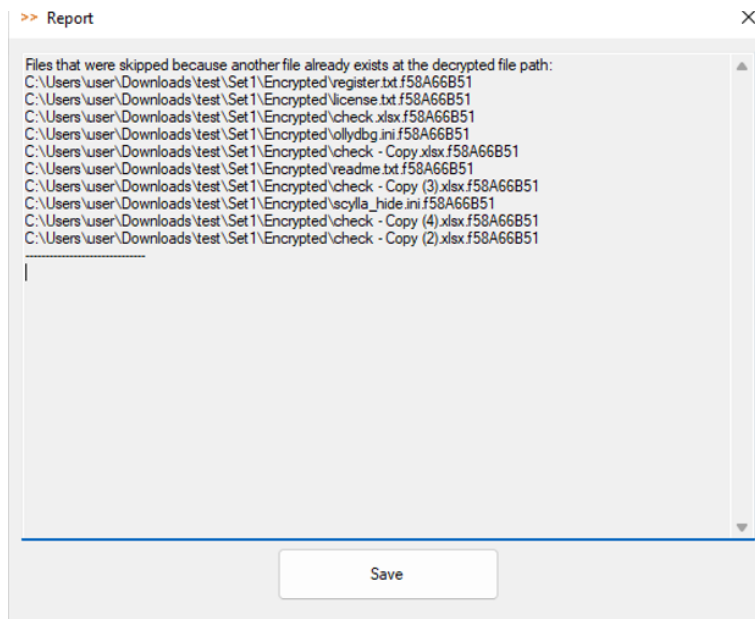 >> Report
Files that were skipped because another file already exists at the decrypted file path:
C:\Users\user\Downloads\test\Set1\Encrypted\register.txt.f58A66B51
C:\Users\user\Downloads\test\Set1\Encrypted\license.txt.f58A66B51
C:\Users\user\Downloads\test\Set1\Encrypted\check.xlsx.f58A66B51
C:\Users\user\Downloads\test\Set1\Encrypted\ollydbg.ini.f58A66B51
C:\Users\user\Downloads\test\Set1\Encrypted\check - Copy.xlsx.f58A66B51
C:\Users\user\Downloads\test\Set1\Encrypted\readme.txt.f58A66B51
C:\Users\user\Downloads\test\Set1\Encrypted\check - Copy (3).xlsx.f58A66B51
C:\Users\user\Downloads\test\Set1\Encrypted\scylla_hide.ini.f58A66B51
C:\Users\user\Downloads\test\Set1\Encrypted\check - Copy (4).xlsx.f58A66B51
C:\Users\user\Downloads\test\Set1\Encrypted\check - Copy (2).xlsx.f58A66B51
------------------------------
Save